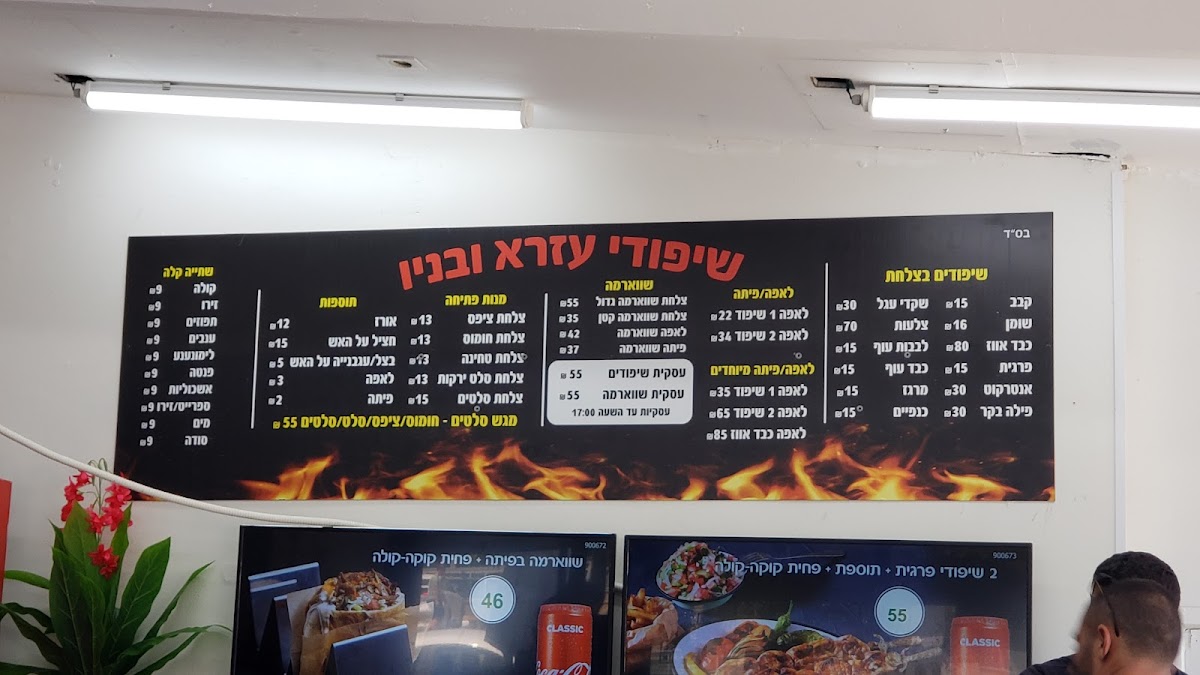 בס״ד
שיפודי עזרא ובניו
שיפודים בצלחת
קבב ₪15
שומן ₪16
כבד אווז ₪80
פרגית ₪15
אנטרקוט ₪30
פילה בקר ₪30
שקדי עגל ₪30
צלעות ₪70
לבבות עוף ₪15
כבד עוף ₪15
מרגז ₪15
כנפיים ₪15
לאפה/פיתה
לאפה 1 שיפוד 22 ₪
לאפה 2 שיפוד 34 ₪
לאפה/פיתה מיוחדים
לאפה 1 שיפוד 35 ₪
לאפה 2 שיפוד 65 ₪
לאפה כבד אווז 85 ₪
שווארמה
צלחת שווארמה גדול ₪55
צלחת שווארמה קטן ₪35
לאפה שווארמה ₪42
פיתה שווארמה ₪37
עסקית שיפודים 55 ₪
עסקית שווארמה 55 ₪
עסקיות עד השעה 17:00
מנות פתיחה
צלחת ציפס ₪13
צלחת חומוס ₪13
צלחת טחינה ₪13
צלחת סלט ירקות ₪13
צלחת סלטים ₪15
תוספות
אורז ₪12
חציל על האש ₪15
בצל/עגבנייה על האש ₪5
לאפה ₪3
פיתה ₪2
מגש סלטים - חומוס/ציפס/סלט/סלטים 55 ₪
שתייה קלה
קולה ₪9
זירו ₪9
תפוזים ₪9
ענבים ₪9
לימונענע ₪9
פנטה ₪9
אשכוליות ₪9
ספרייט/זירו ₪9
מים ₪9
סודה ₪9
900672
שווארמה בפיתה + פחית קוקה-קולה
46
CLASSIC
900673
2 שיפודי פרגית + תוספת + פחית קוקה-קולה
55
CLASSIC